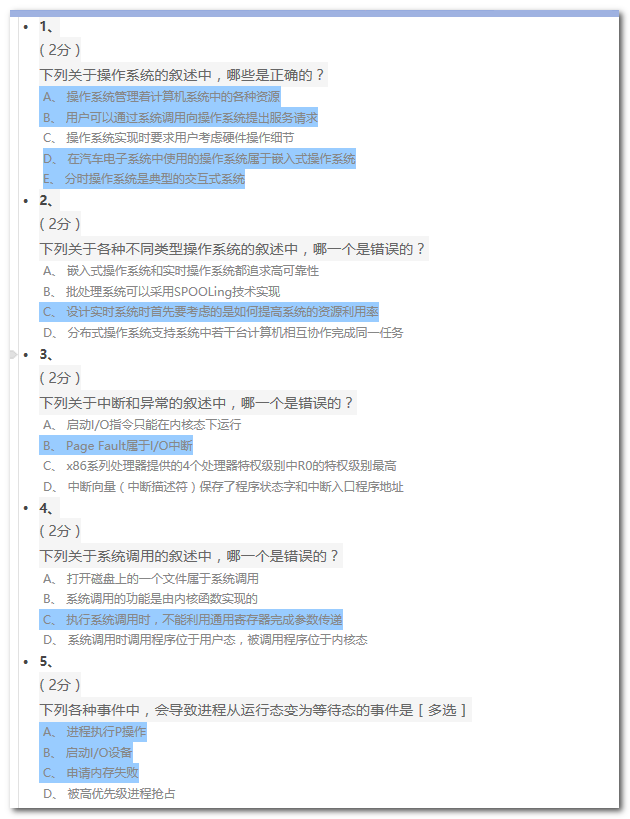 1、
( 2分 )
下列关于操作系统的叙述中，哪些是正确的？
A、 操作系统管理着计算机系统中的各种资源
B、 用户可以通过系统调用向操作系统提出服务请求
C、 操作系统实现时要求用户考虑硬件操作细节
D、 在汽车电子系统中使用的操作系统属于嵌入式操作系统
E、 分时操作系统是典型的交互式系统
2、
( 2分 )
下列关于各种不同类型操作系统的叙述中，哪一个是错误的？
A、 嵌入式操作系统和实时操作系统都追求高可靠性
B、 批处理系统可以采用SPOOLing技术实现
C、 设计实时系统时首先要考虑的是如何提高系统的资源利用率
D、 分布式操作系统支持系统中若干台计算机相互协作完成同一任务
3、
( 2分 )
下列关于中断和异常的叙述中，哪一个是错误的？
A、 启动I/O指令只能在内核态下运行
B、 Page Fault属于I/O中断
C、 x86系列处理器提供的4个处理器特权级别中R0的特权级别最高
D、 中断向量（中断描述符）保存了程序状态字和中断入口程序地址
4、
( 2分 )
下列关于系统调用的叙述中，哪一个是错误的？
A、 打开磁盘上的一个文件属于系统调用
B、 系统调用的功能是由内核函数实现的
C、 执行系统调用时，不能利用通用寄存器完成参数传递
D、 系统调用时调用程序位于用户态，被调用程序位于内核态
5、
( 2分 )
下列各种事件中，会导致进程从运行态变为等待态的事件是 [ 多选 ]
A、 进程执行P操作
B、 启动I/O设备
C、 申请内存失败
D、 被高优先级进程抢占